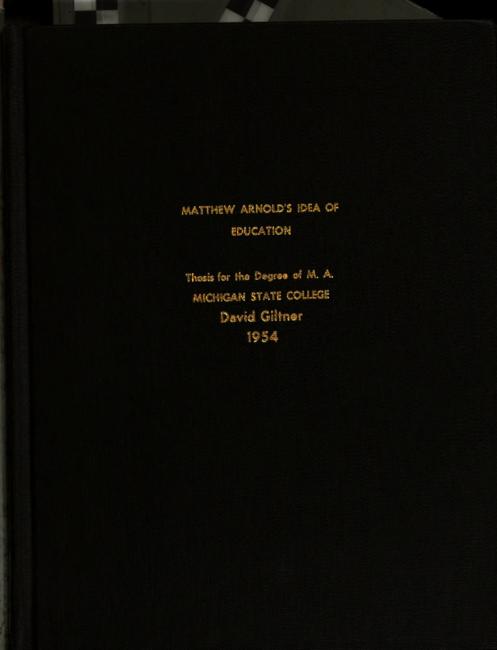 MATTHEW ARNOLD'S IDEA OF
EDUCATION
Thesis for the Degree of M. A.
MICHIGAN STATE COLLEGE
David Giltner
1954